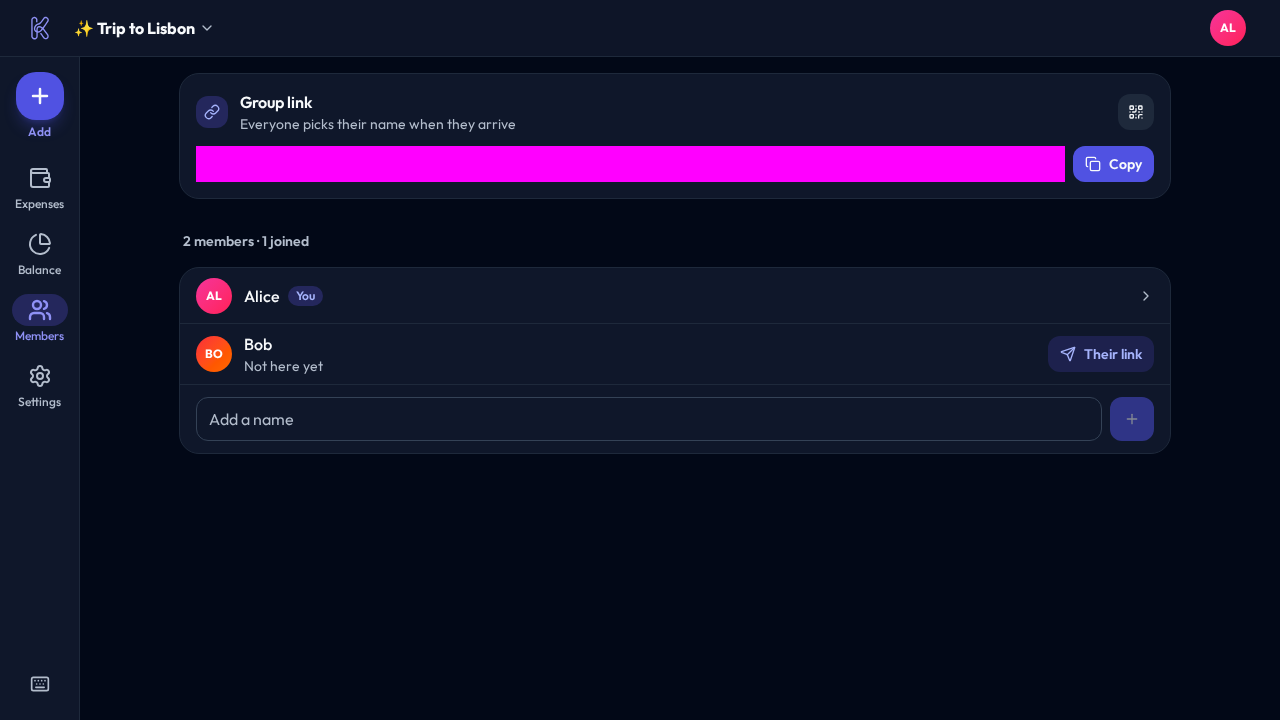 ✨ Trip to Lisbon
AL
Add
Expenses
Balance
Members
Settings
Group link
Everyone picks their name when they arrive
Copy
2 members · 1 joined
AL
Alice
You
BO
Bob
Not here yet
Their link
Add a name